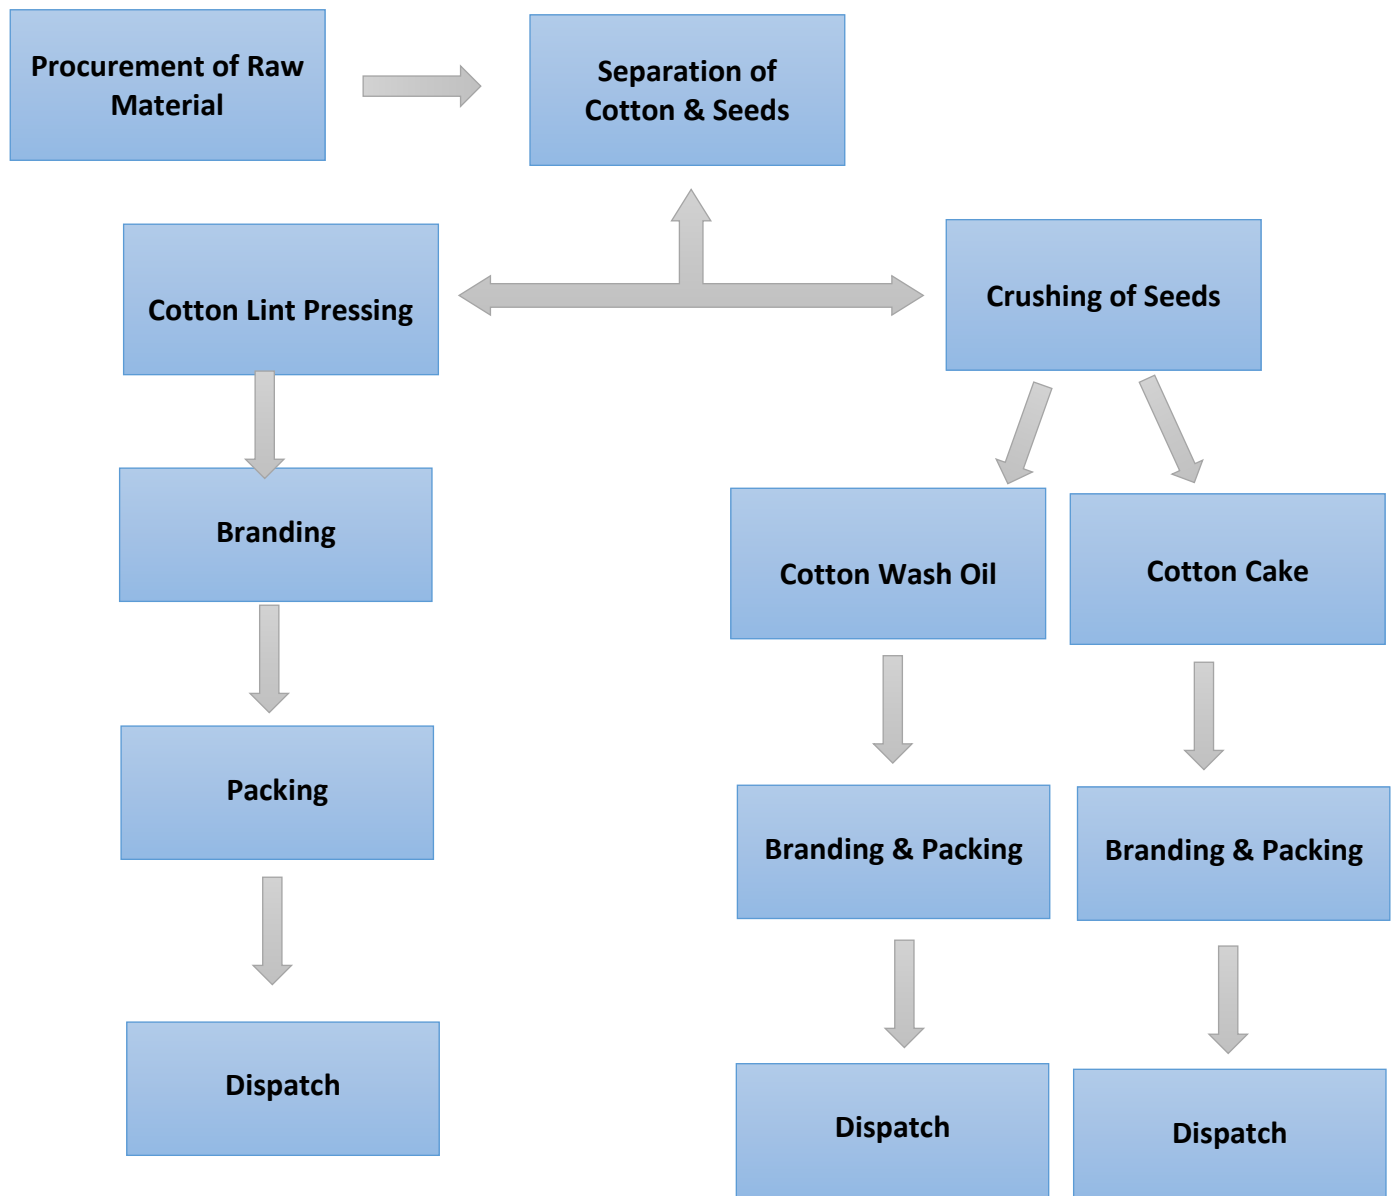 Procurement of Raw
Material
Separation of
Cotton & Seeds
Cotton Lint Pressing
Crushing of Seeds
Branding
Cotton Wash Oil
Cotton Cake
Packing
Branding & Packing
Branding & Packing
Dispatch
Dispatch
Dispatch